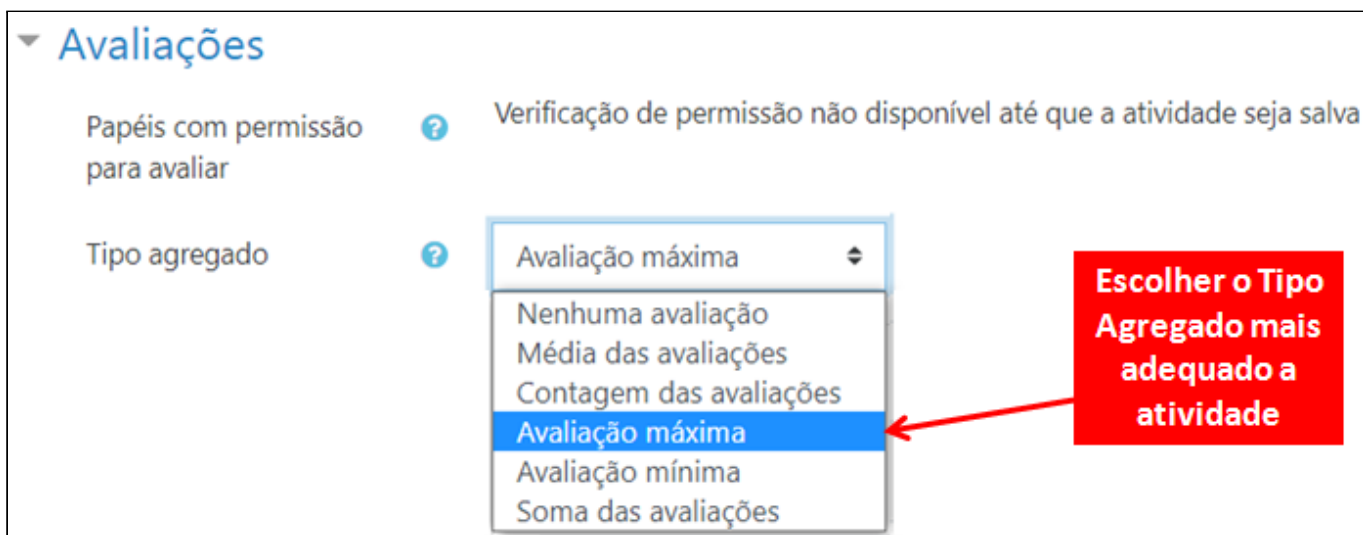 Avaliações
Papéis com permissão
para avaliar
Verificação de permissão não disponível até que a atividade seja salva
Tipo agregado
Avaliação máxima
Nenhuma avaliação
Média das avaliações
Contagem das avaliações
Avaliação máxima
Avaliação mínima
Soma das avaliações
Escolher o Tipo
Agregado mais
adequado a
atividade